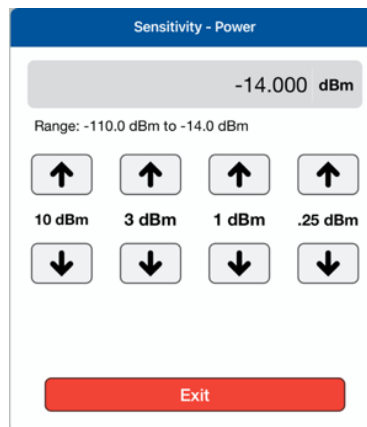 Sensitivity - Power
-14.000 dBm
Range: -110.0 dBm to -14.0 dBm
10 dBm 3 dBm 1 dBm .25 dBm
Exit